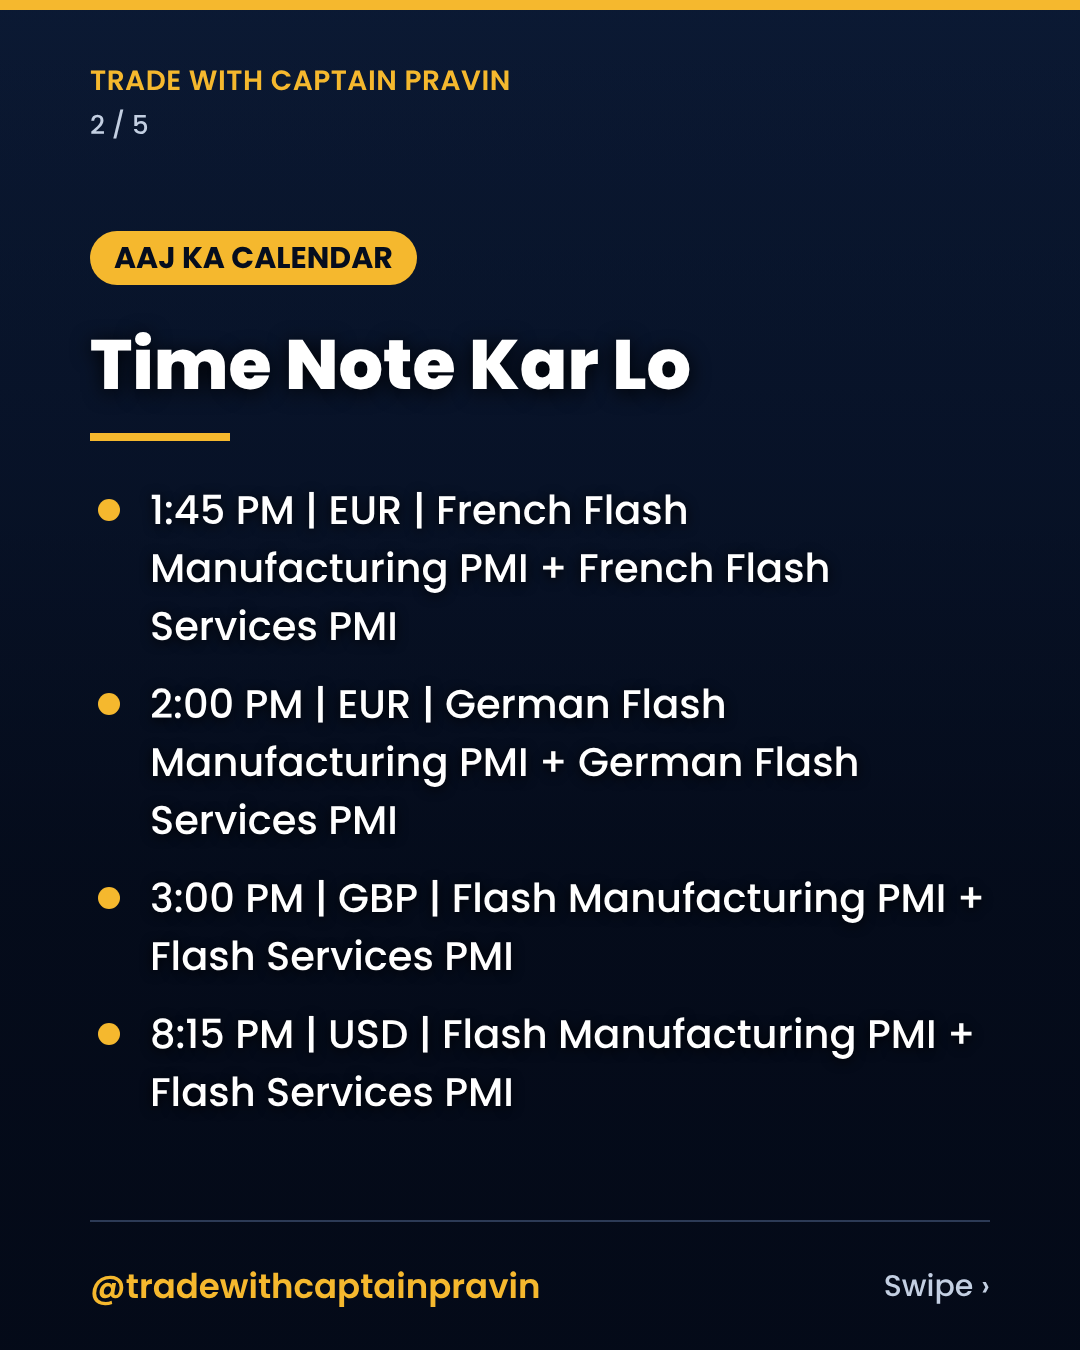 TRADE WITH CAPTAIN PRAVIN
2 / 5
AAJ KA CALENDAR
Time Note Kar Lo
1:45 PM | EUR | French Flash
Manufacturing PMI + French Flash
Services PMI
2:00 PM | EUR | German Flash
Manufacturing PMI + German Flash
Services PMI
3:00 PM | GBP | Flash Manufacturing PMI +
Flash Services PMI
8:15 PM | USD | Flash Manufacturing PMI +
Flash Services PMI
@tradewithcaptainpravin
Swipe ›